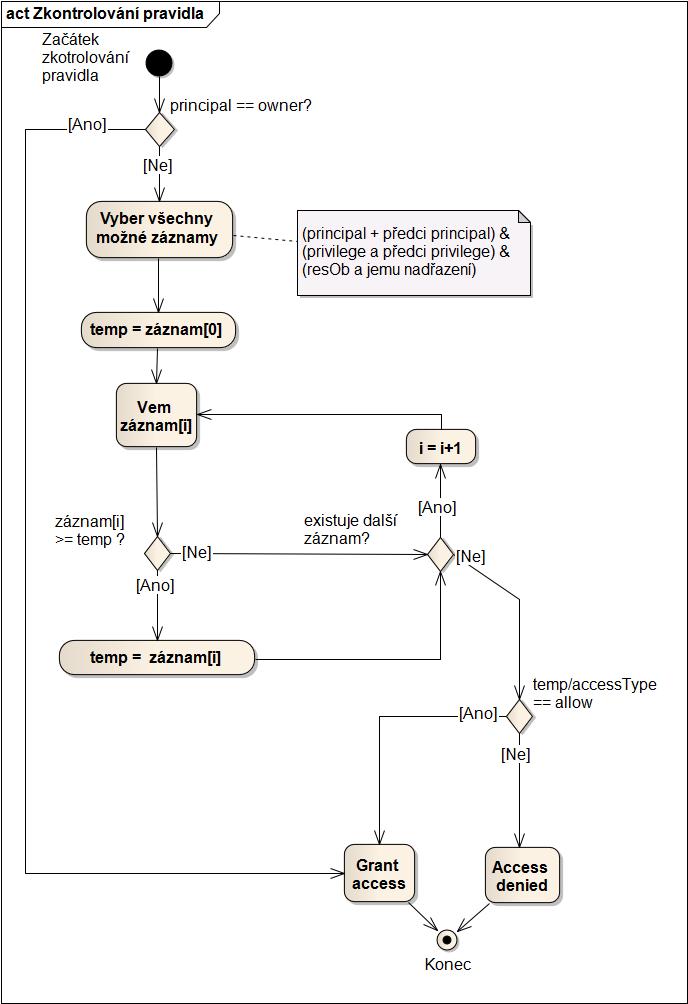 act Zkontrolování pravidla
Začátek
zkotrolování
pravidla
principal == owner?
[Ano]
[Ne]
Vyber všechny
možné záznamy
(principal + předci principal) &
(privilege a předci privilege) &
(resOb a jemu nadřazení)
temp = záznam[0]
Vem
záznam[i]
i = i+1
[Ano]
záznam[i]
>= temp ?
existuje další
záznam?
[Ne]
[Ne]
[Ano]
temp = záznam[i]
temp/accessType
== allow
[Ano]
[Ne]
Grant
access
Access
denied
Konec